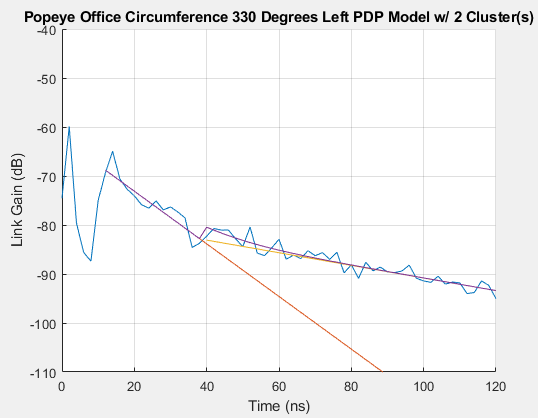 Popeye Office Circumference 330 Degrees Left PDP Model w/ 2 Cluster(s)
-40
-50
-60
-70
-80
-90
-100
-110
Link Gain (dB)
0 20 40 60 80 100 120
Time (ns)